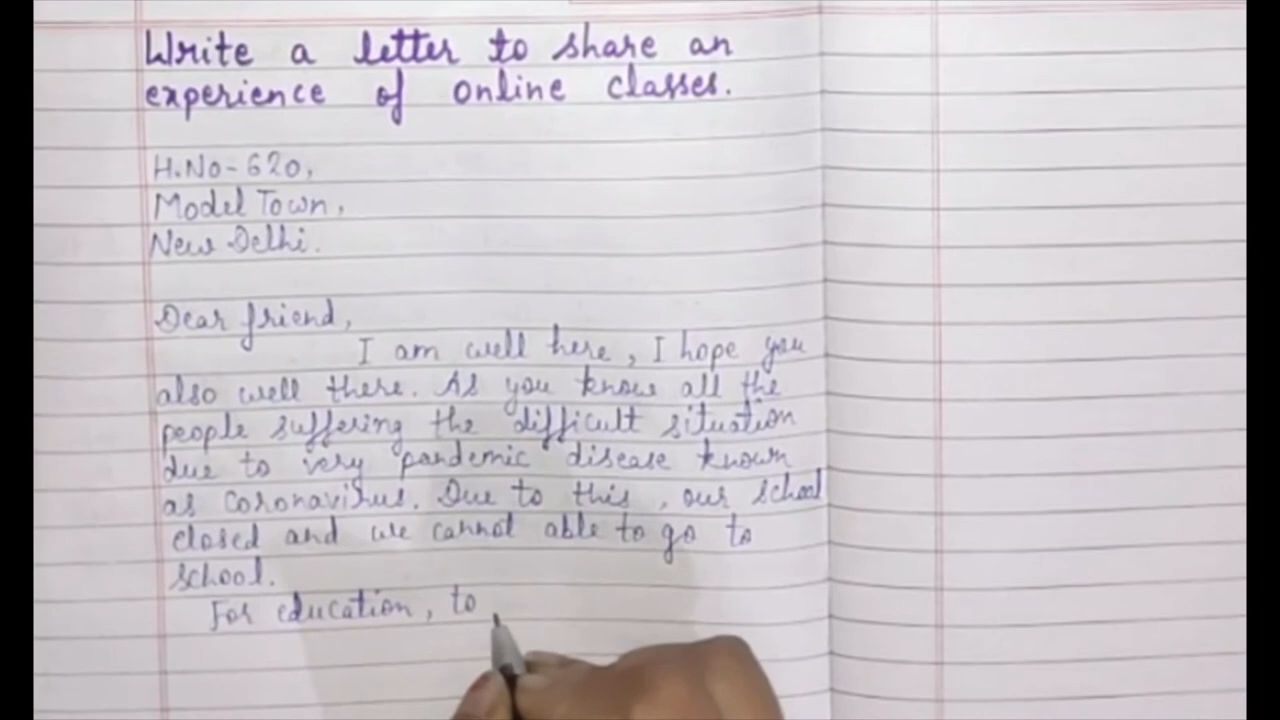 Write a letter to share an
experience of online classes.
H.No-620,
Model Town,
New Delhi.
Dear friend,
I am well here, I hope you
also well there. As you know all the
people suffering the difficult situation
due to very pandemic disease known
as coronavirus. Due to this, our school
closed and we cannot able to go to
school.
For education, to